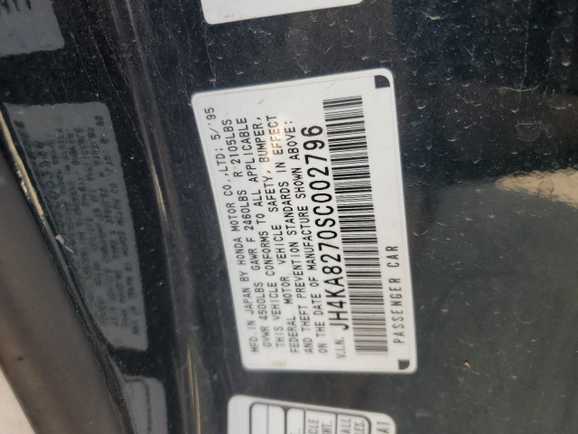 MFD. IN JAPAN BY HONDA MOTOR CO.,LTD: 5/'95
GVWR 4500LBS GAWR F 2460LBS R 2105LBS
THIS VEHICLE CONFORMS TO ALL APPLICABLE
FEDERAL MOTOR VEHICLE SAFETY, BUMPER,
AND THEFT PREVENTION STANDARDS IN EFFECT
ON THE DATE OF MANUFACTURE SHOWN ABOVE:
V.I.N. JH4KA8270SC002796
PASSENGER CAR